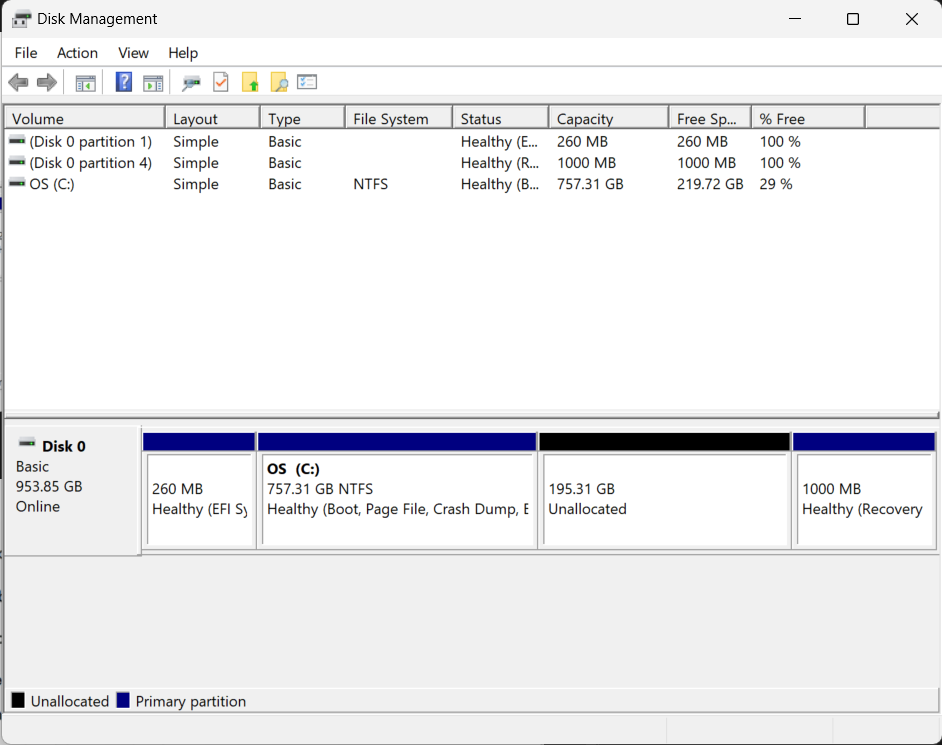 Disk Management
File Action View Help
Volume Layout Type File System Status Capacity Free Sp... % Free
(Disk 0 partition 1) Simple Basic Healthy (E... 260 MB 260 MB 100 %
(Disk 0 partition 4) Simple Basic Healthy (R... 1000 MB 1000 MB 100 %
OS (C:) Simple Basic NTFS Healthy (B... 757.31 GB 219.72 GB 29 %
Disk 0
Basic
953.85 GB
Online
260 MB
Healthy (EFI Sy
OS (C:)
757.31 GB NTFS
Healthy (Boot, Page File, Crash Dump, E
195.31 GB
Unallocated
1000 MB
Healthy (Recovery
Unallocated Primary partition